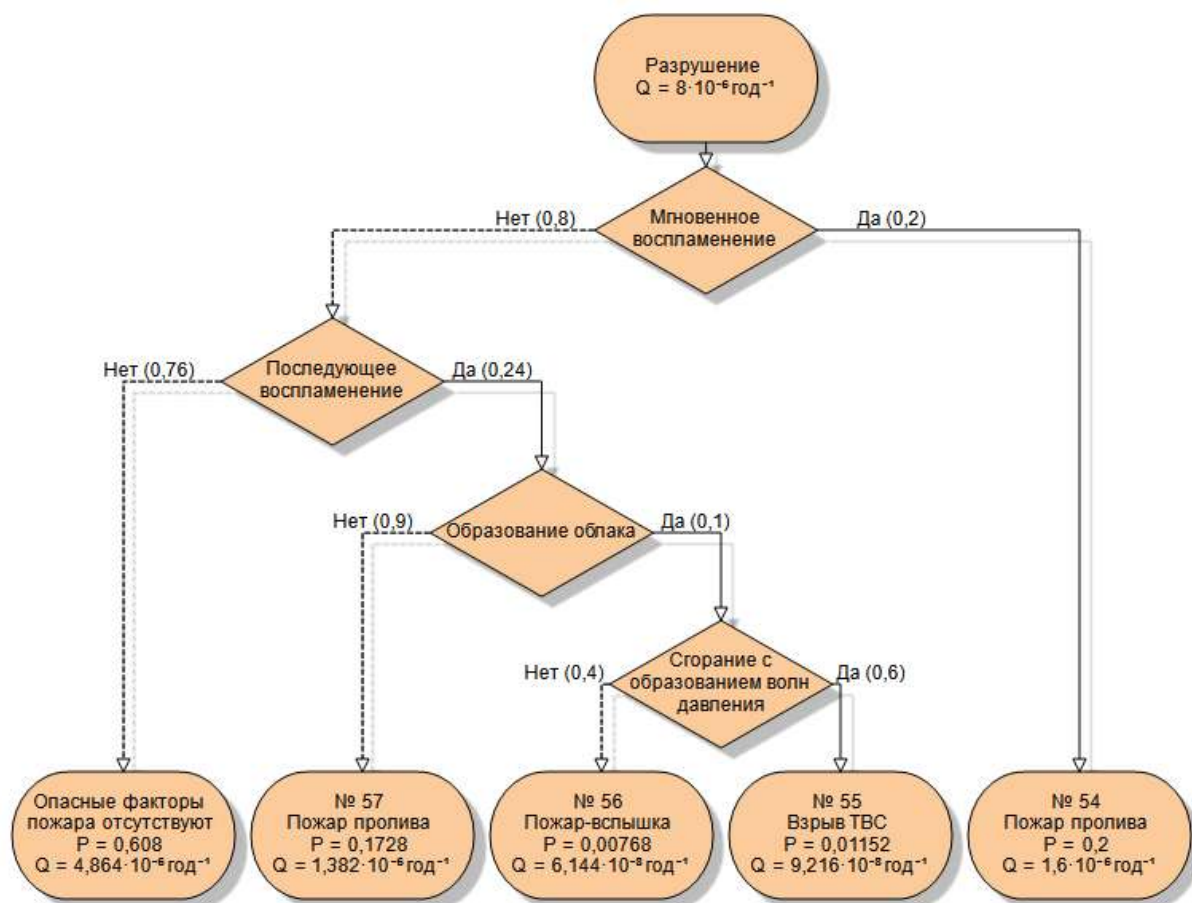 Разрушение
Q = 8·10⁻⁶ год⁻¹
Нет (0,8)
Мгновенное
воспламенение
Да (0,2)
Нет (0,76)
Последующее
воспламенение
Да (0,24)
Нет (0,9)
Образование облака
Да (0,1)
Нет (0,4)
Сгорание с
образованием волн
давления
Да (0,6)
Опасные факторы
пожара отсутствуют
P = 0,608
Q = 4,864·10⁻⁶ год⁻¹
№ 57
Пожар пролива
P = 0,1728
Q = 1,382·10⁻⁶ год⁻¹
№ 56
Пожар-вспышка
P = 0,00768
Q = 6,144·10⁻⁸ год⁻¹
№ 55
Взрыв ТВС
P = 0,01152
Q = 9,216·10⁻⁸ год⁻¹
№ 54
Пожар пролива
P = 0,2
Q = 1,6·10⁻⁶ год⁻¹